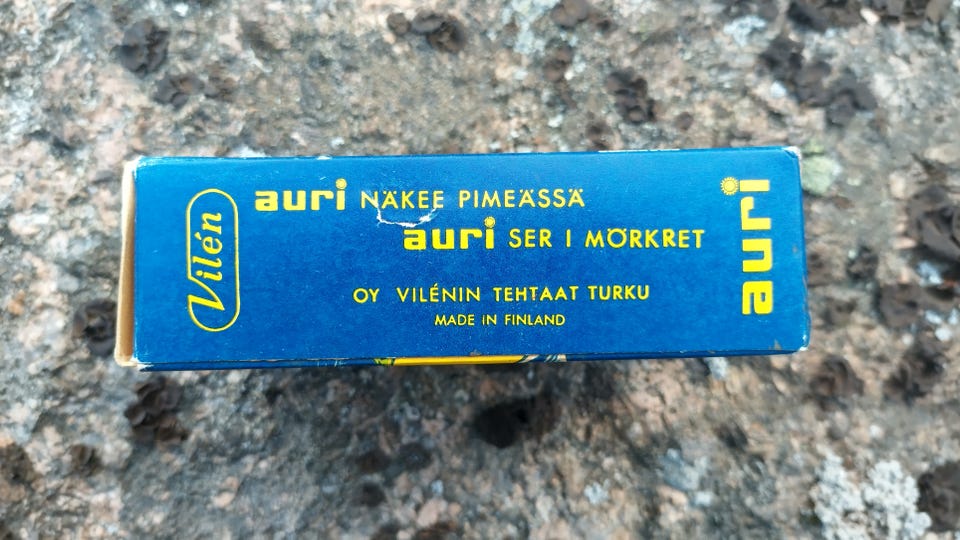 Vilén
auri NÄKEE PIMEÄSSÄ
auri SER I MÖRKRET
OY VILÉNIN TEHTAAT TURKU
MADE IN FINLAND
auri